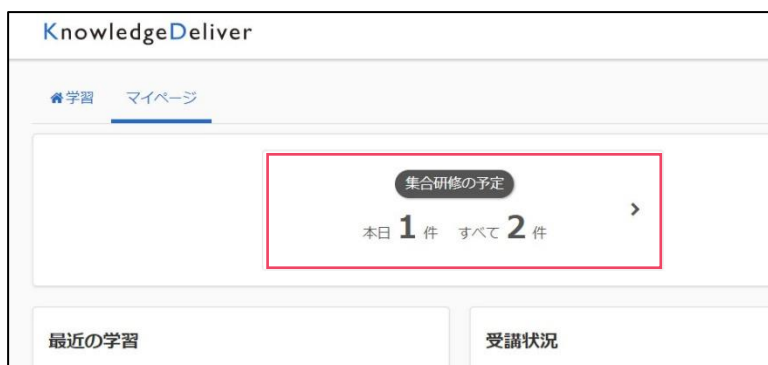 KnowledgeDeliver
学習 マイページ
集合研修の予定
本日 1 件 すべて 2 件
最近の学習 受講状況